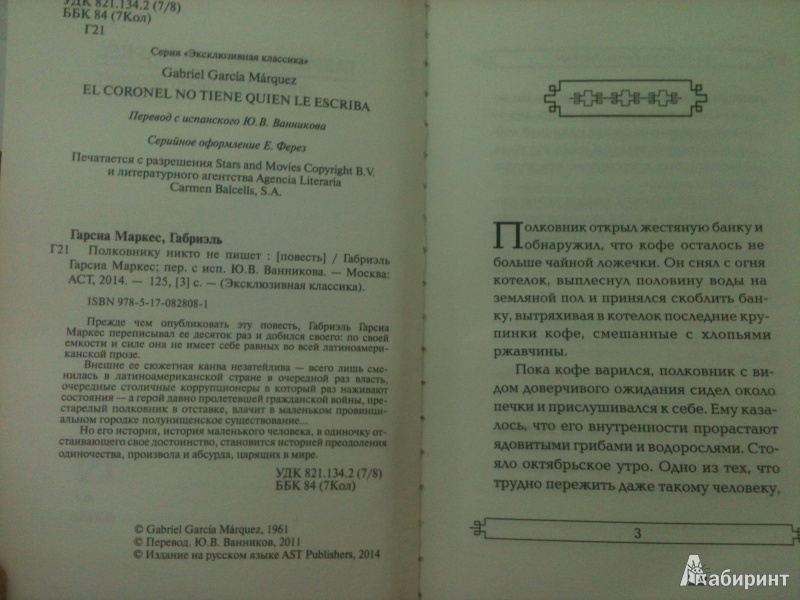 УДК 821.134.2 (7/8)
ББК 84 (7Кол)
Г21
Серия «Эксклюзивная классика»
Gabriel García Márquez
EL CORONEL NO TIENE QUIEN LE ESCRIBA
Перевод с испанского Ю.В. Ванникова
Серийное оформление Е. Ферез
Печатается с разрешения Stars and Movies Copyright B.V.
и литературного агентства Agencia Literaria
Carmen Balcells, S.A.
Гарсиа Маркес, Габриэль
Г21 Полковнику никто не пишет : [повесть] / Габриэль
Гарсиа Маркес; пер. с исп. Ю.В. Ванникова. — Москва:
АСТ, 2014. — 125, [3] с. — (Эксклюзивная классика).
ISBN 978-5-17-082808-1
Прежде чем опубликовать эту повесть, Габриэль Гарсиа
Маркес переписывал ее десяток раз и добился своего: по своей
емкости и силе она не имеет себе равных во всей латиноамери-
канской прозе.
Внешне ее сюжетная канва незатейлива — всего лишь сме-
нилась в латиноамериканской стране в очередной раз власть,
очередные столичные коррупционеры в который раз наживают
состояния — а герой давно пролетевшей гражданской войны, пре-
старелый полковник в отставке, влачит в маленьком провинци-
альном городке полунищенское существование...
Но его история, история маленького человека, в одиночку от-
стаивающего свое достоинство, становится историей преодоления
одиночества, произвола и абсурда, царящих в мире.
УДК 821.134.2 (7/8)
ББК 84 (7Кол)
© Gabriel García Márquez, 1961
© Перевод. Ю.В. Ванников, 2011
© Издание на русском языке AST Publishers, 2014
Полковник открыл жестяную банку и
обнаружил, что кофе осталось не
больше чайной ложечки. Он снял с огня
котелок, выплеснул половину воды на
земляной пол и принялся скоблить бан-
ку, вытряхивая в котелок последние кру-
пинки кофе, смешанные с хлопьями
ржавчины.
Пока кофе варился, полковник с ви-
дом доверчивого ожидания сидел около
печки и прислушивался к себе. Ему каза-
лось, что его внутренности прорастают
ядовитыми грибами и водорослями. Сто-
яло октябрьское утро. Одно из тех, что
трудно пережить даже такому человеку,
3
Лабиринт